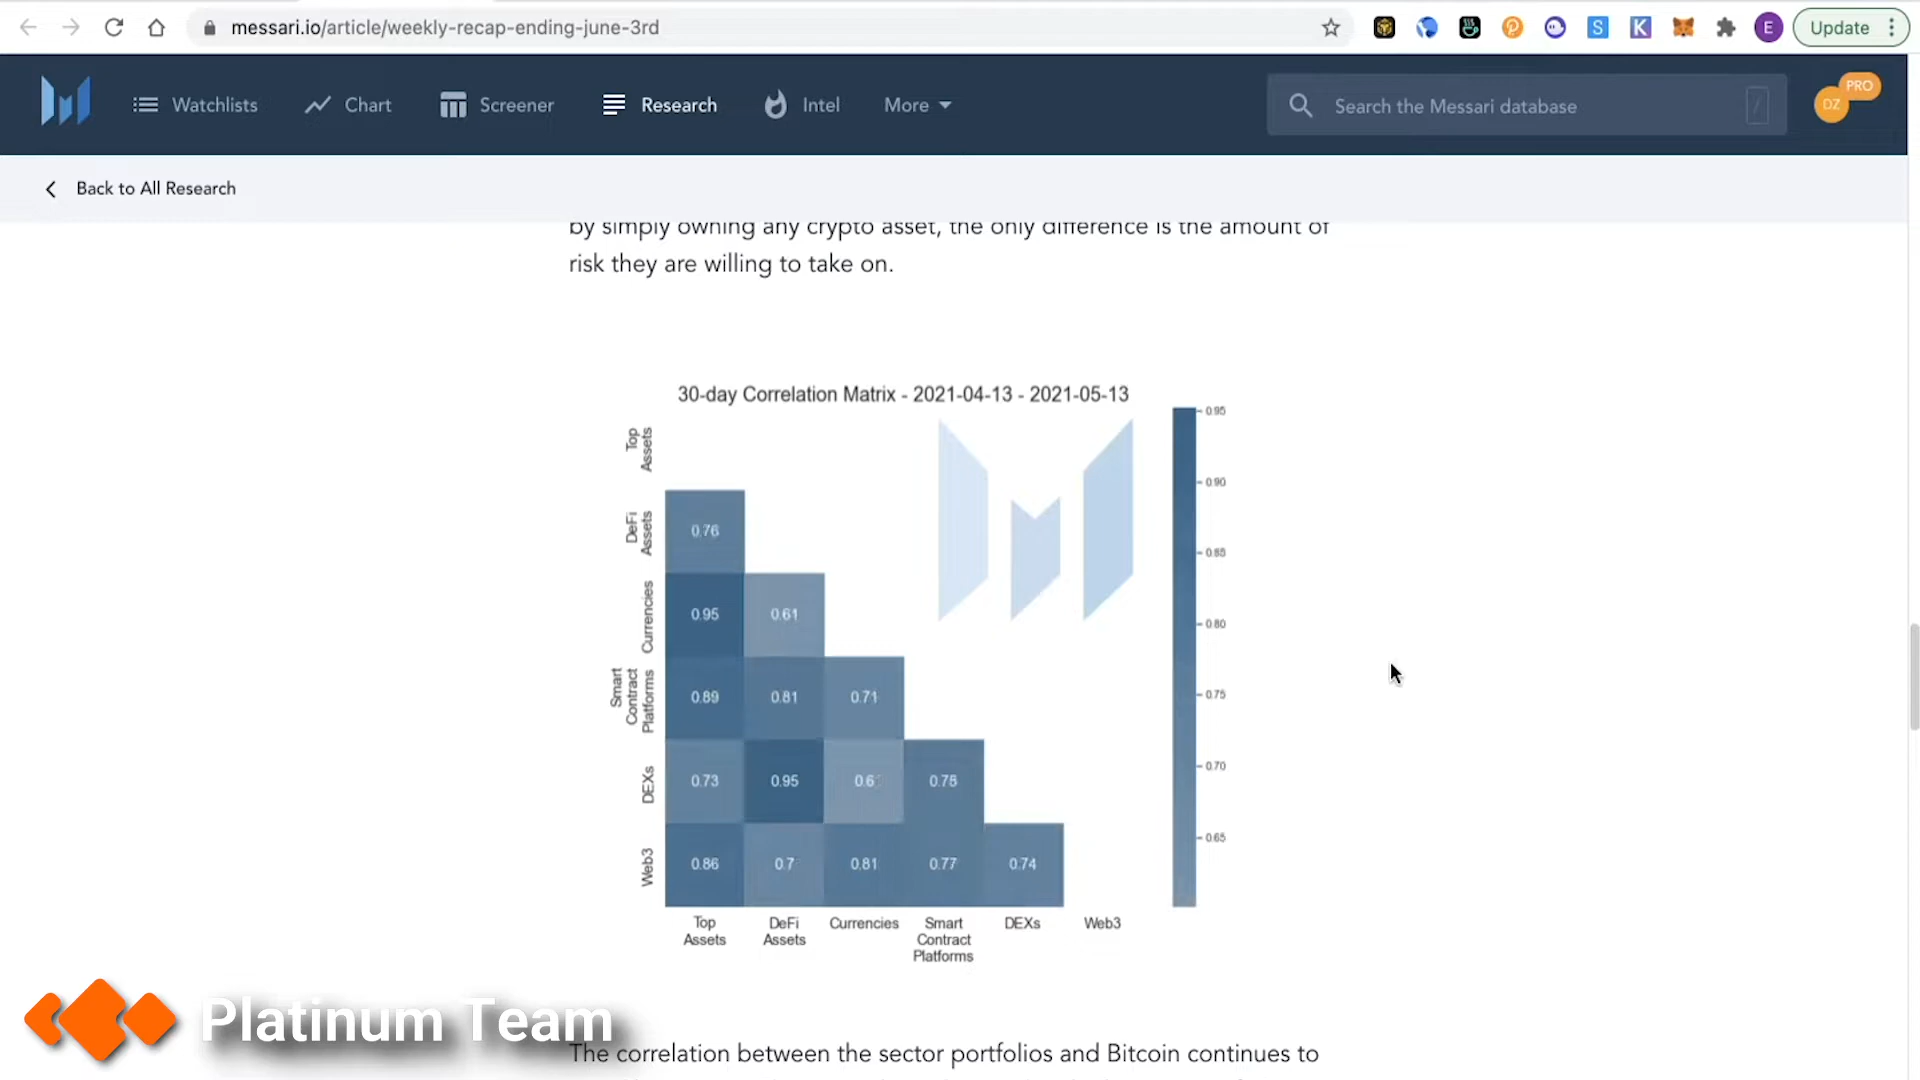 messari.io/article/weekly-recap-ending-june-3rd
S
K
E
Update
Watchlists
Chart
Screener
Research
Intel
More
Search the Messari database
/
DZ
PRO
Back to All Research
by simply owning any crypto asset, the only difference is the amount of
risk they are willing to take on.
30-day Correlation Matrix - 2021-04-13 - 2021-05-13
0.95
Top
Assets
0.90
DeFi
Assets
0.76
0.85
Currencies
0.95 0.61
0.80
Smart
Contract
Platforms
0.89 0.81 0.71
0.75
DEXs
0.73 0.95 0.78
0.70
Web3
0.86 0.7 0.81 0.77 0.74
0.65
Top
Assets
DeFi
Assets
Currencies
Smart
Contract
Platforms
DEXs
Web3
Platinum Team
The correlation between the sector portfolios and Bitcoin continues to